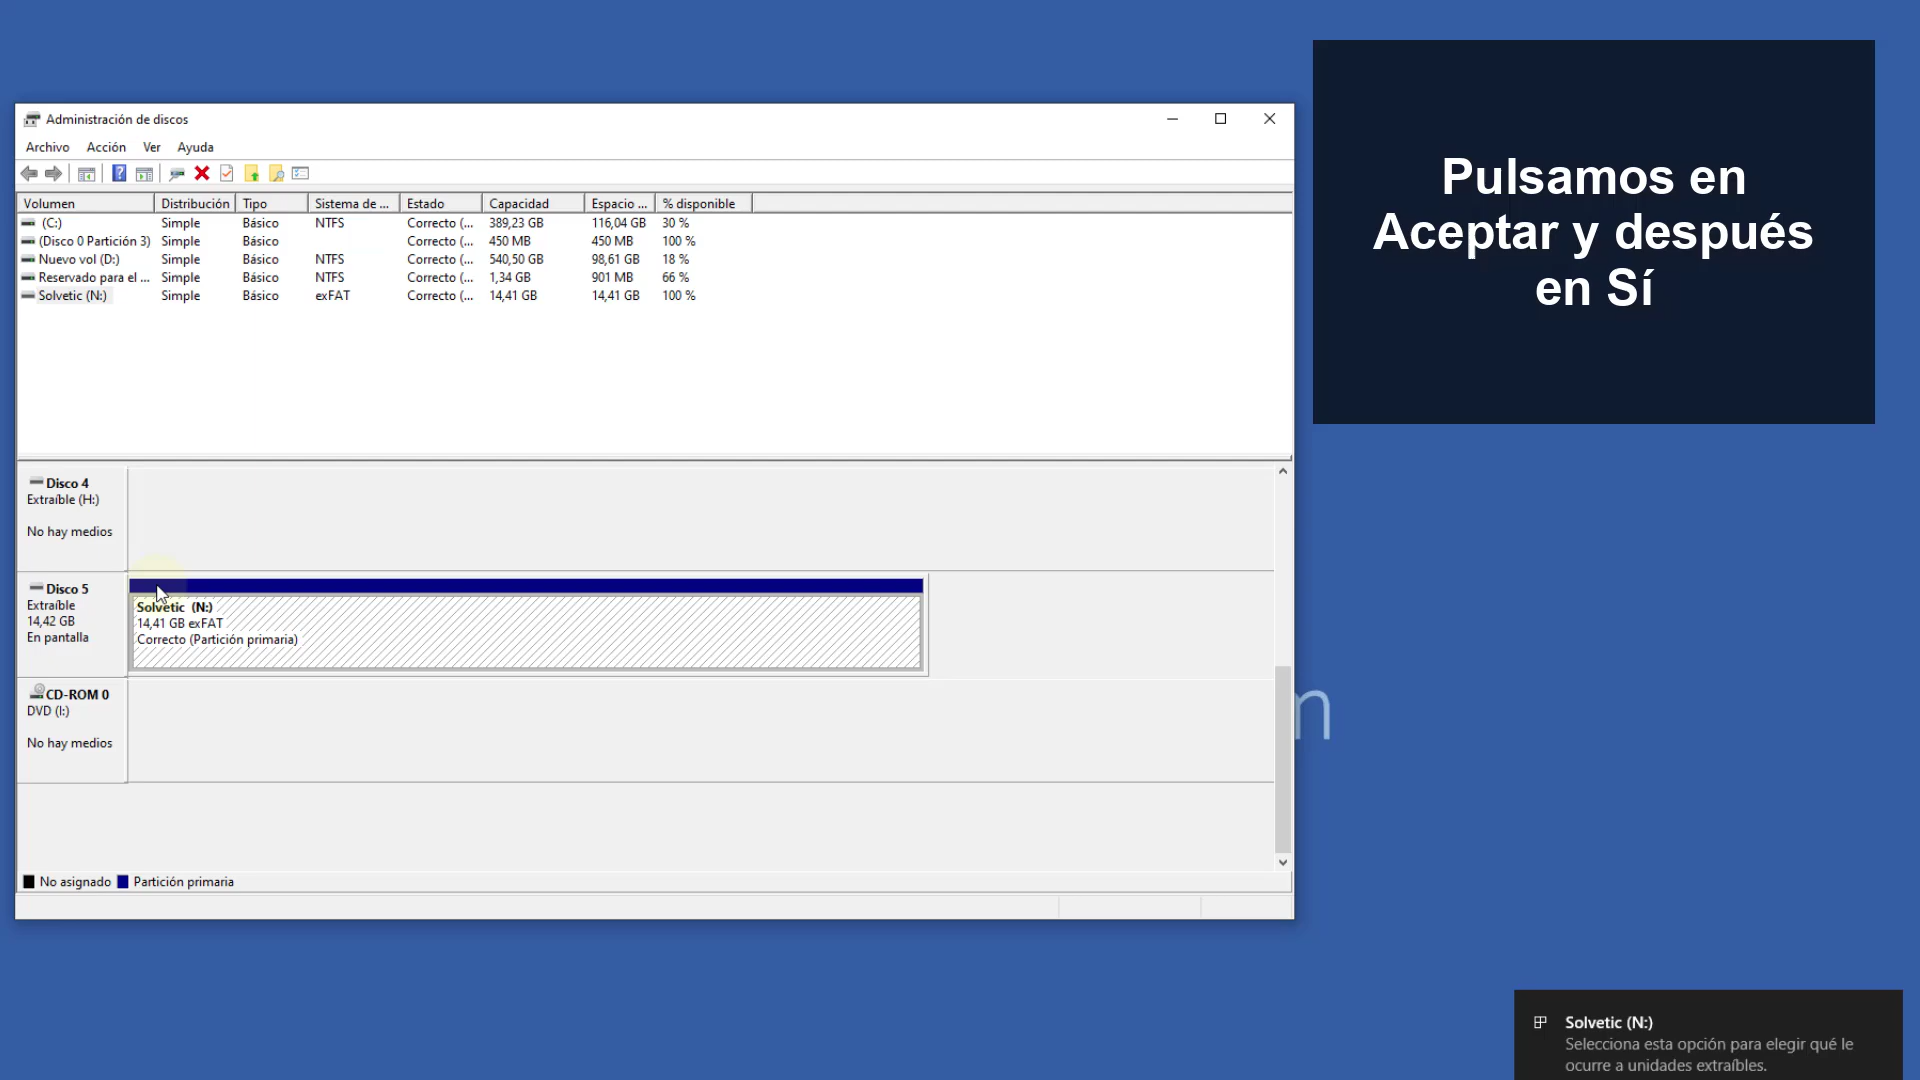 Pulsamos en
Aceptar y después
en Sí
Administración de discos
Archivo Acción Ver Ayuda
Volumen Distribución Tipo Sistema de ... Estado Capacidad Espacio ... % disponible
(C:) Simple Básico NTFS Correcto (... 389,23 GB 116,04 GB 30 %
(Disco 0 Partición 3) Simple Básico Correcto (... 450 MB 450 MB 100 %
Nuevo vol (D:) Simple Básico NTFS Correcto (... 540,50 GB 98,61 GB 18 %
Reservado para el ... Simple Básico NTFS Correcto (... 1,34 GB 901 MB 66 %
Solvetic (N:) Simple Básico exFAT Correcto (... 14,41 GB 14,41 GB 100 %
Disco 4
Extraíble (H:)
No hay medios
Disco 5
Extraíble
14,42 GB
En pantalla
Solvetic (N:)
14,41 GB exFAT
Correcto (Partición primaria)
CD-ROM 0
DVD (I:)
No hay medios
n
No asignado Partición primaria
Solvetic (N:)
Selecciona esta opción para elegir qué le
ocurre a unidades extraíbles.